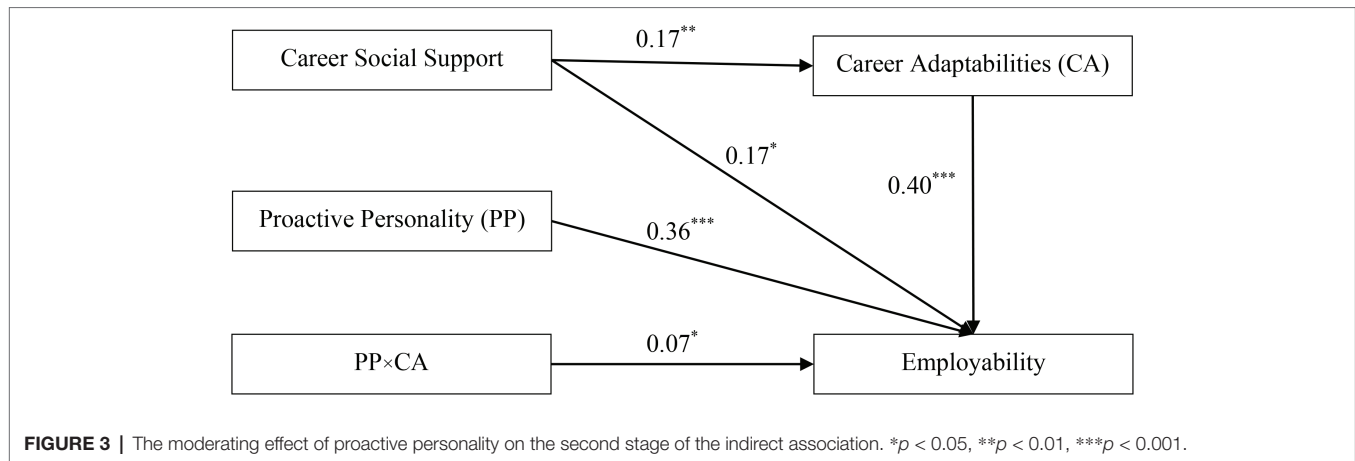 Career Social Support
0.17**
Career Adaptabilities (CA)
0.17*
0.40***
Proactive Personality (PP)
0.36***
PP×CA
0.07*
Employability
FIGURE 3 | The moderating effect of proactive personality on the second stage of the indirect association. *p < 0.05, **p < 0.01, ***p < 0.001.